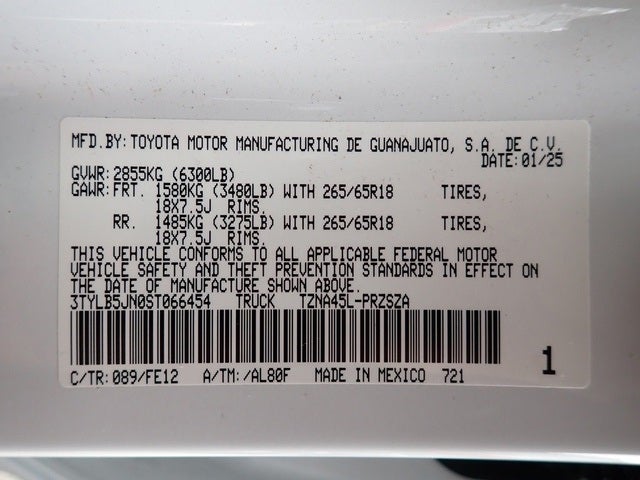 MFD.BY: TOYOTA MOTOR MANUFACTURING DE GUANAJUATO, S.A. DE C.V.
DATE: 01/25
GVWR: 2855KG (6300LB)
GAWR: FRT. 1580KG (3480LB) WITH 265/65R18 TIRES,
18X7.5J RIMS.
RR. 1485KG (3275LB) WITH 265/65R18 TIRES,
18X7.5J RIMS.
THIS VEHICLE CONFORMS TO ALL APPLICABLE FEDERAL MOTOR
VEHICLE SAFETY AND THEFT PREVENTION STANDARDS IN EFFECT ON
THE DATE OF MANUFACTURE SHOWN ABOVE.
3TYLB5JN0ST066454 TRUCK TZNA45L-PRZSZA
1
C/TR: 089/FE12 A/TM: /AL80F MADE IN MEXICO 721